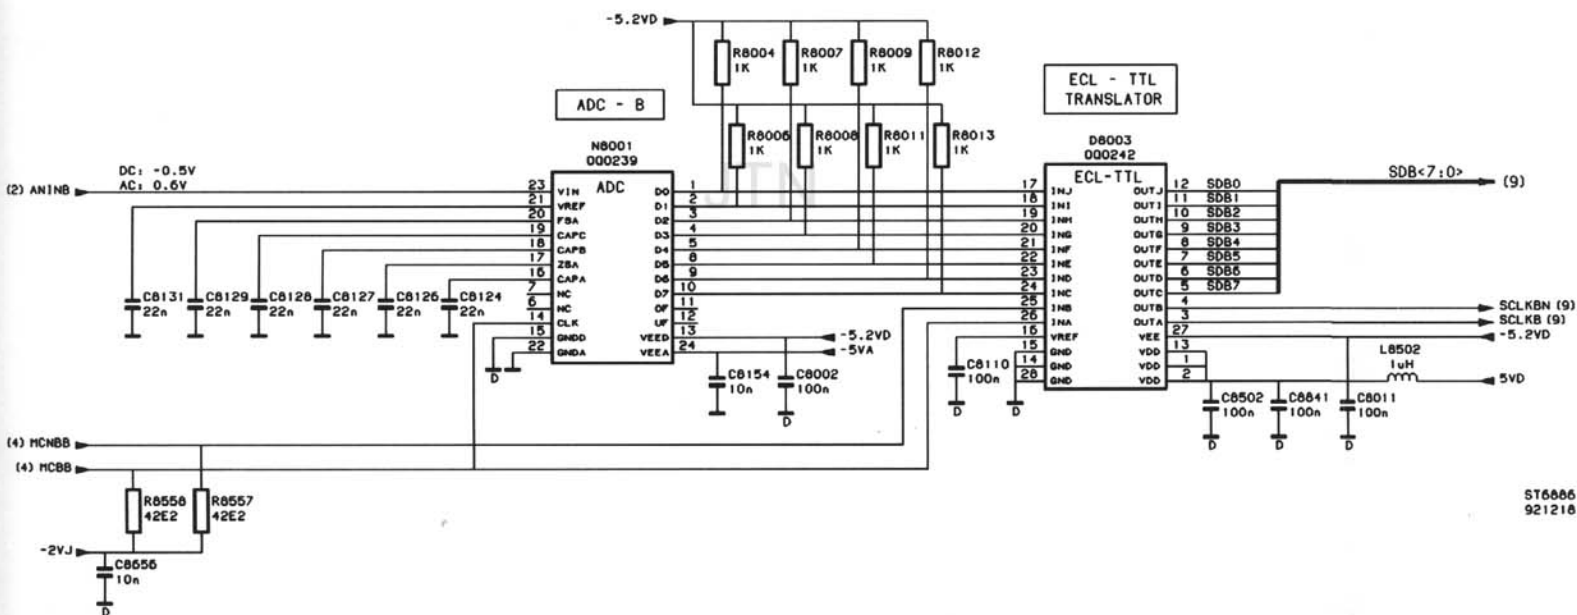 -5.2VD
R8004
1K
R8007
1K
R8009
1K
R8012
1K
ADC - B
ECL - TTL
TRANSLATOR
R8006
1K
R8008
1K
R8011
1K
R8013
1K
N8001
OQ0239
D8003
OQ0242
JTN
(2) ANINB
DC: -0.5V
AC: 0.6V
ADC
23 VIN D0 1
21 VREF D1 2
20 FSA D2 3
19 CAPC D3 4
18 CAPB D4 5
17 ZSA D5 8
16 CAPA D6 9
7 NC D7 10
6 NC OF 11
14 CLK UF 12
15 GNDD VEED 13
22 GNDA VEEA 24
-5.2VD
-5VA
ECL-TTL
17 INJ OUTJ 12 SDB0
18 INI OUTI 11 SDB1
19 INH OUTH 10 SDB2
20 ING OUTG 9 SDB3
21 INF OUTF 8 SDB4
22 INE OUTE 7 SDB5
23 IND OUTD 6 SDB6
24 INC OUTC 5 SDB7
25 INB OUTB 4
26 INA OUTA 3
16 VREF VEE 27
15 GND VDD 13
14 GND VDD 1
28 GND VDD 2
SDB<7:0>
(9)
SCLKBN (9)
SCLKB (9)
-5.2VD
L8502
1uH
5VD
C8131
22n
C8129
22n
C8128
22n
C8127
22n
C8126
22n
C8124
22n
D
C8154
10n
C8002
100n
D
C8110
100n
D
D
C8502
100n
D
C8841
100n
D
C8011
100n
D
(4) MCNBB
(4) MCBB
R8558
42E2
R8557
42E2
-2VJ
C8656
10n
D
ST6886
921218